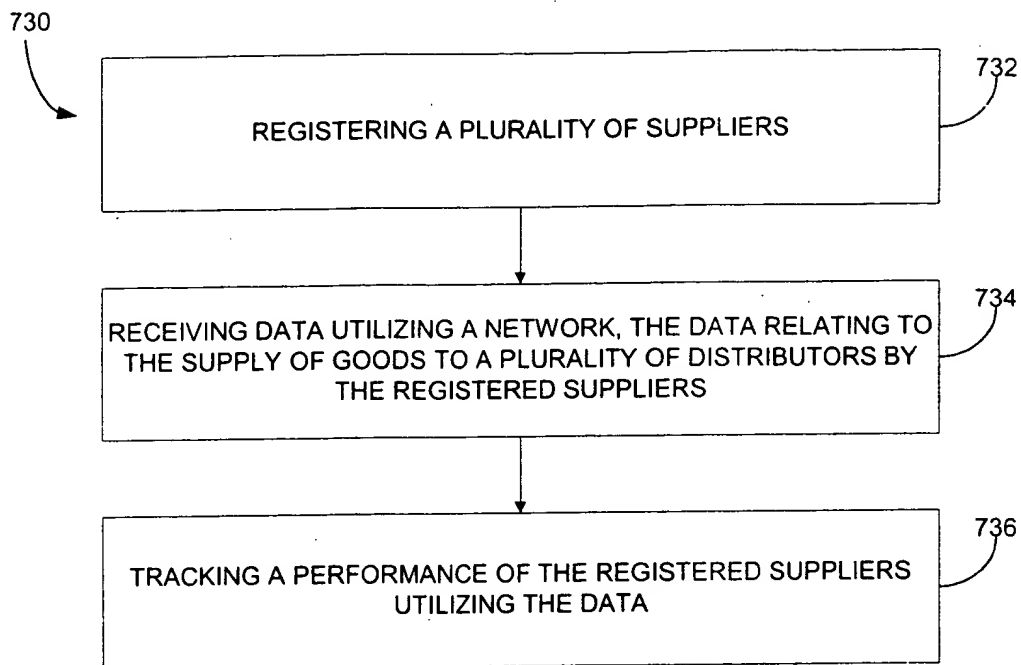 730
732
REGISTERING A PLURALITY OF SUPPLIERS
734
RECEIVING DATA UTILIZING A NETWORK, THE DATA RELATING TO
THE SUPPLY OF GOODS TO A PLURALITY OF DISTRIBUTORS BY
THE REGISTERED SUPPLIERS
736
TRACKING A PERFORMANCE OF THE REGISTERED SUPPLIERS
UTILIZING THE DATA